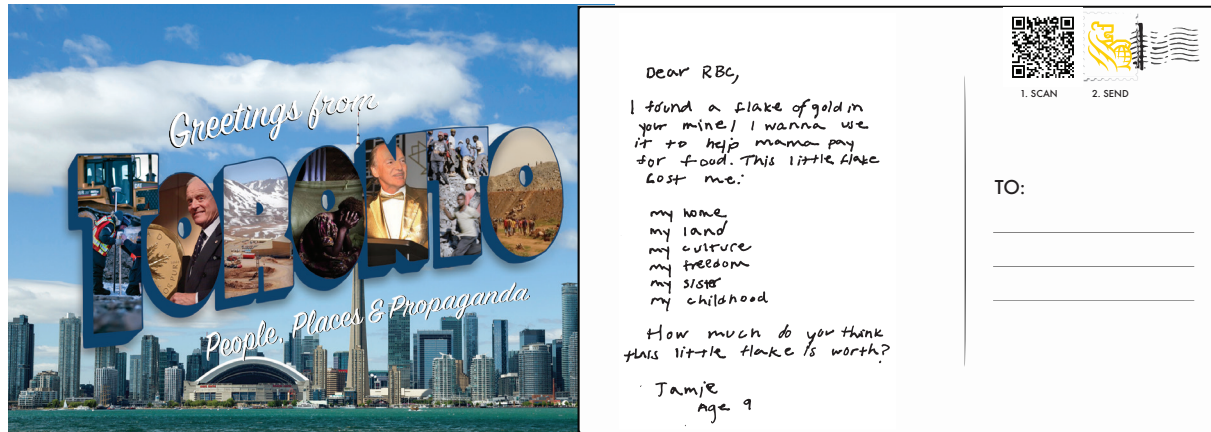 Greetings from
TORONTO
People, Places & Propaganda
Dear RBC,
I found a flake of gold in
your mine! I wanna use
it to help mama pay
for food. This little flake
cost me:
my home
my land
my culture
my freedom
my sister
my childhood
How much do you think
this little flake is worth?
Jamie
Age 9
1. SCAN
2. SEND
TO: